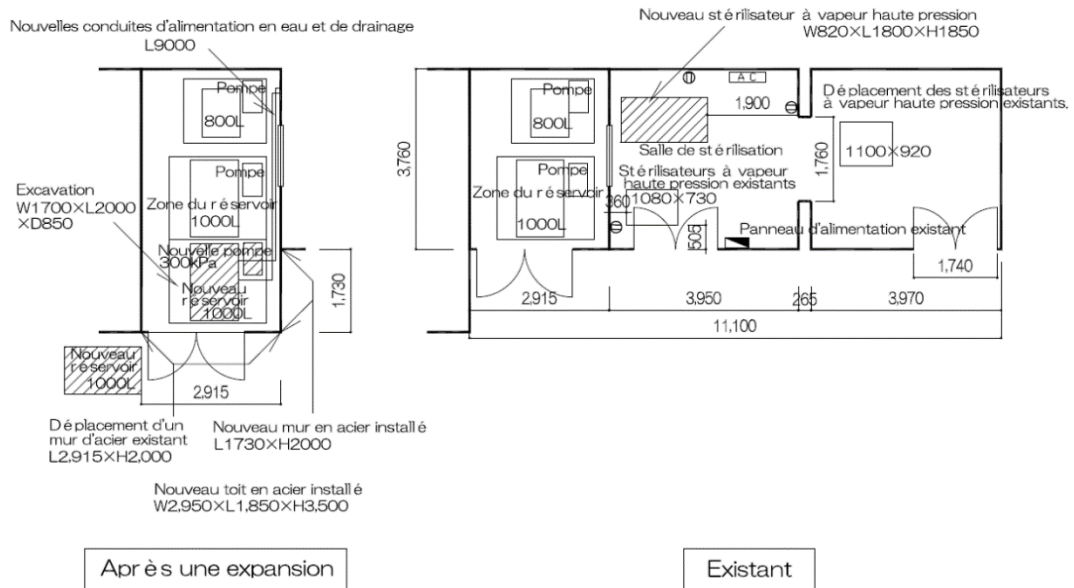 Nouveau stérilisateur à vapeur haute pression
W820×L1800×H1850
Nouvelles conduites d'alimentation en eau et de drainage
L9000
Pompe
800L
Pompe
Zone du réservoir
1000L
Excavation
W1700×L2000
×D850
Nouvelle pompe
300kPa
Nouveau
réservoir
1000L
1,730
Nouveau
réservoir
1000L
2,915
Déplacement d'un
mur d'acier existant
L2,915×H2,000
Nouveau mur en acier installé
L1730×H2000
Nouveau toit en acier installé
W2,950×L1,850×H3,500
Après une expansion
3,760
Pompe
800L
Pompe
Zone du réservoir
1000L
AC
1,900
Salle de stérilisation
Stérilisateurs à vapeur
haute pression existants
1080×730
360
505
1,760
Déplacement des stérilisateurs
à vapeur haute pression existants.
1100×920
Panneau d'alimentation existant
1,740
2,915
3,950
265
3,970
11,100
Existant